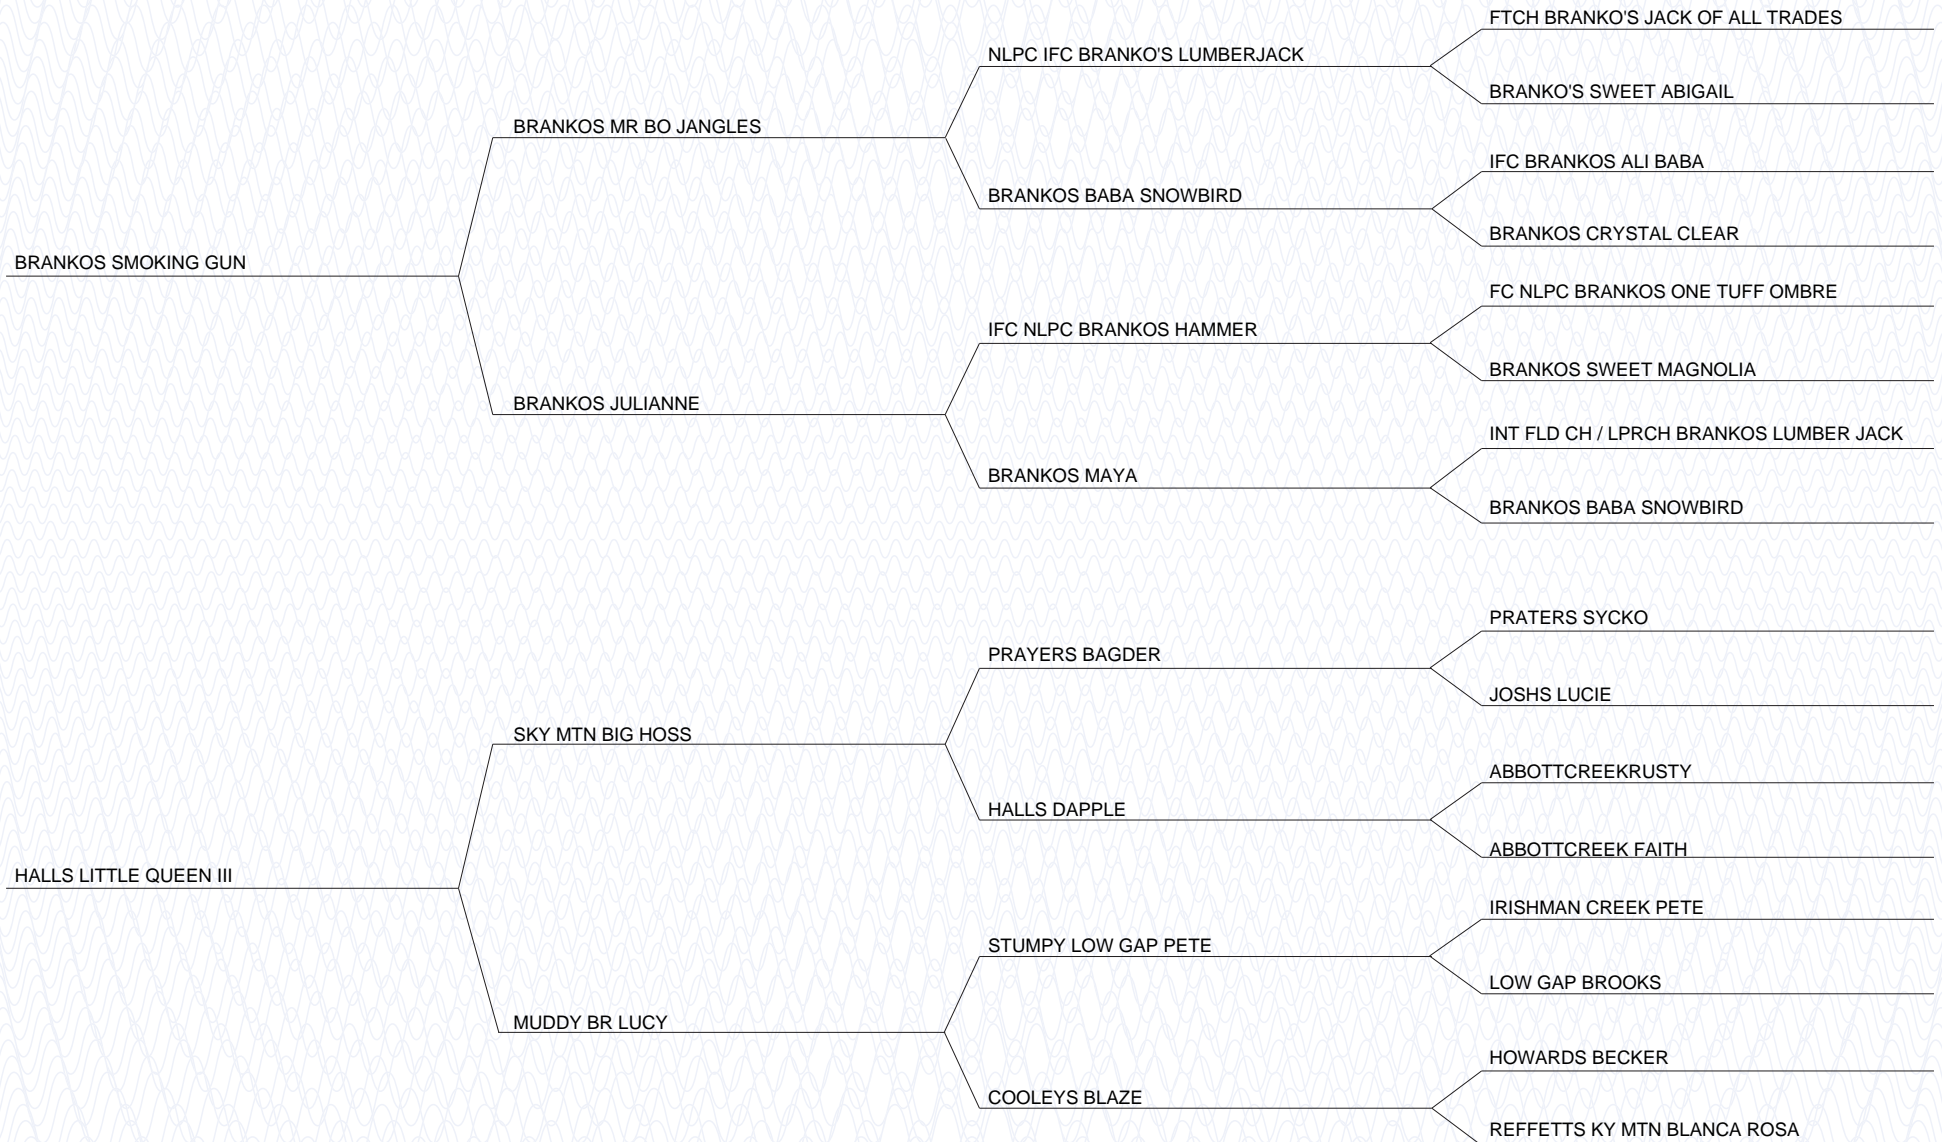 FTCH BRANKO'S JACK OF ALL TRADES
NLPC IFC BRANKO'S LUMBERJACK
BRANKO'S SWEET ABIGAIL
BRANKOS MR BO JANGLES
IFC BRANKOS ALI BABA
BRANKOS BABA SNOWBIRD
BRANKOS CRYSTAL CLEAR
BRANKOS SMOKING GUN
FC NLPC BRANKOS ONE TUFF OMBRE
IFC NLPC BRANKOS HAMMER
BRANKOS SWEET MAGNOLIA
BRANKOS JULIANNE
INT FLD CH / LPRCH BRANKOS LUMBER JACK
BRANKOS MAYA
BRANKOS BABA SNOWBIRD
PRATERS SYCKO
PRAYERS BAGDER
JOSHS LUCIE
SKY MTN BIG HOSS
ABBOTTCREEKRUSTY
HALLS DAPPLE
ABBOTTCREEK FAITH
HALLS LITTLE QUEEN III
IRISHMAN CREEK PETE
STUMPY LOW GAP PETE
LOW GAP BROOKS
MUDDY BR LUCY
HOWARDS BECKER
COOLEYS BLAZE
REFFETTS KY MTN BLANCA ROSA